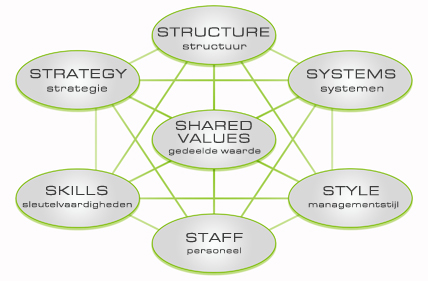 STRUCTURE
structuur
STRATEGY
strategie
SYSTEMS
systemen
SHARED
VALUES
gedeelde waarde
SKILLS
sleutelvaardigheden
STYLE
managementstijl
STAFF
personeel